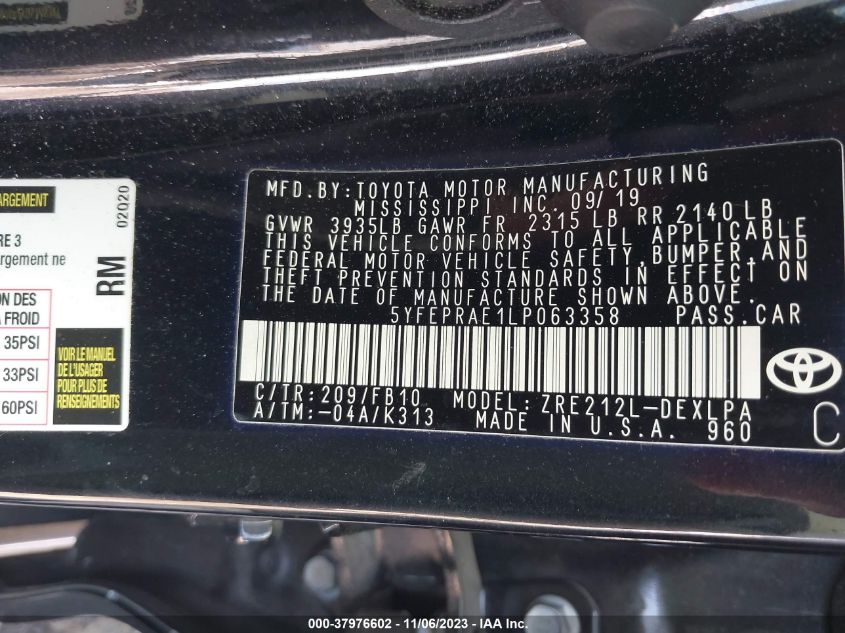 ARGEMENT
RE 3
argement ne
RM 02020
ON DES
A FROID
35PSI
33PSI
60PSI
VOIR LE MANUEL
DE L'USAGER
POUR PLUS DE
RENSEIGNEMENTS
MFD.BY:TOYOTA MOTOR MANUFACTURING
MISSISSIPPI INC. 09/19
GVWR 3935LB GAWR FR 2315 LB RR 2140 LB
THIS VEHICLE CONFORMS TO ALL APPLICABLE
FEDERAL MOTOR VEHICLE SAFETY,BUMPER,AND
THEFT PREVENTION STANDARDS IN EFFECT ON
THE DATE OF MANUFACTURE SHOWN ABOVE.
5YFEPRAE1LP063358 PASS.CAR
C/TR:209/FB10 MODEL:ZRE212L-DEXLPA
A/TM:-04A/K313 MADE IN U.S.A. 960
C
000-37976602 - 11/06/2023 - IAA Inc.